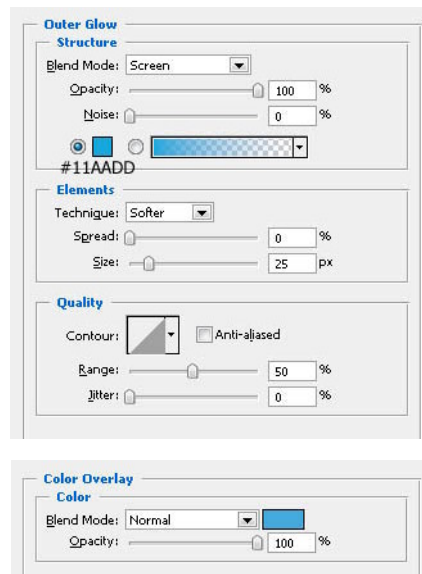 Outer Glow
Structure
Blend Mode: Screen
Opacity: 100 %
Noise: 0 %
#11AADD
Elements
Technique: Softer
Spread: 0 %
Size: 25 px
Quality
Contour: Anti-aliased
Range: 50 %
Jitter: 0 %
Color Overlay
Color
Blend Mode: Normal
Opacity: 100 %